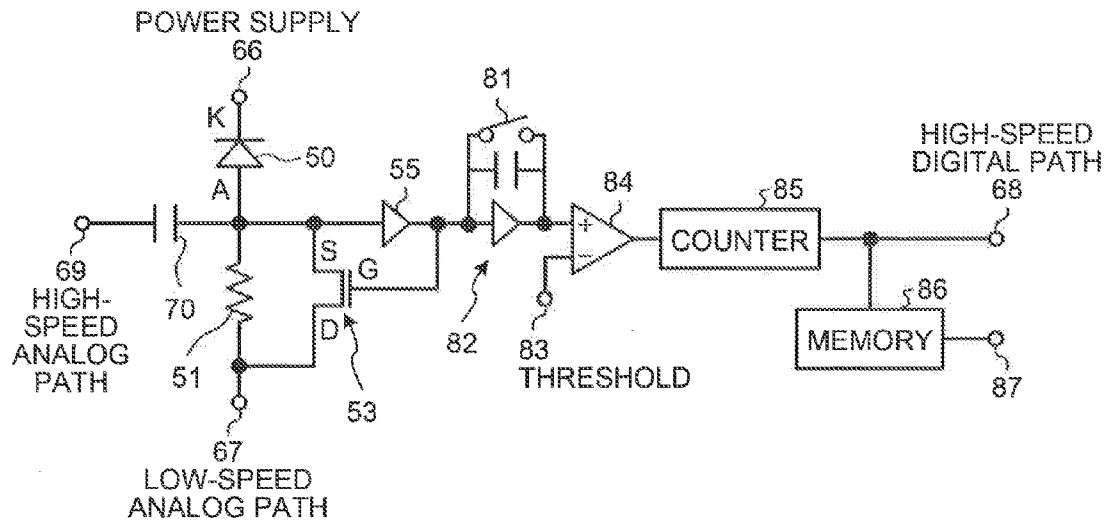 POWER SUPPLY
66
K
50
A
55
81
84
85
HIGH-SPEED
DIGITAL PATH
68
+
−
COUNTER
69
HIGH-
SPEED
ANALOG
PATH
70
51
S
G
D
53
82
83
THRESHOLD
86
MEMORY
87
67
LOW-SPEED
ANALOG PATH